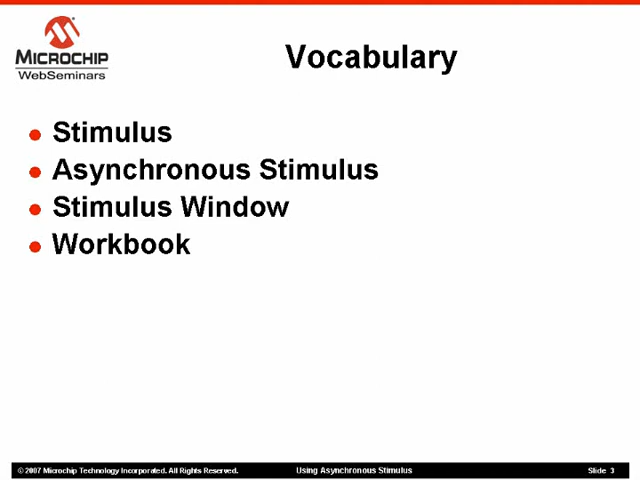 MICROCHIP
WebSeminars
Vocabulary
Stimulus
Asynchronous Stimulus
Stimulus Window
Workbook
© 2007 Microchip Technology Incorporated. All Rights Reserved.
Using Asynchronous Stimulus
Slide 3